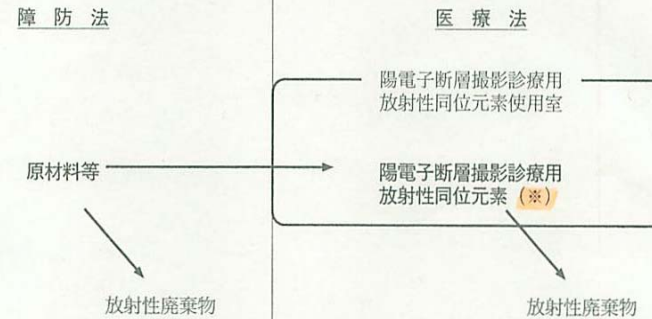 障防法
医療法
陽電子断層撮影診療用
放射性同位元素使用室
原材料等
陽電子断層撮影診療用
放射性同位元素（※）
放射性廃棄物
放射性廃棄物